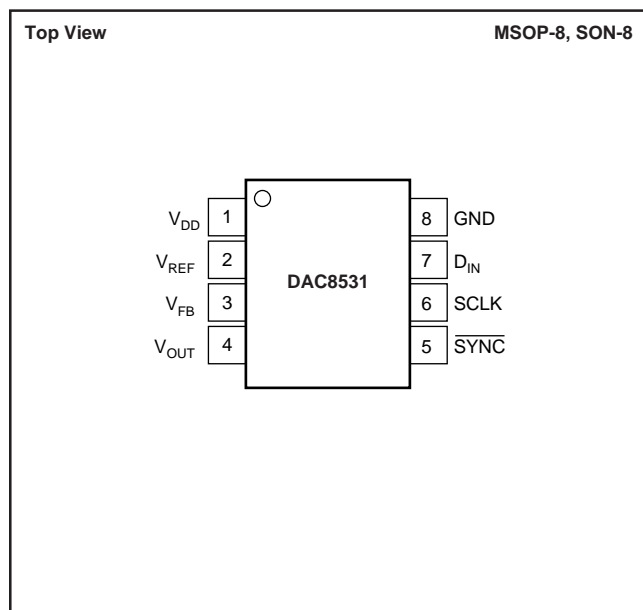 Top View MSOP-8, SON-8
V_DD 1 8 GND
V_REF 2 7 D_IN
DAC8531
V_FB 3 6 SCLK
V_OUT 4 5 S̅Y̅N̅C̅